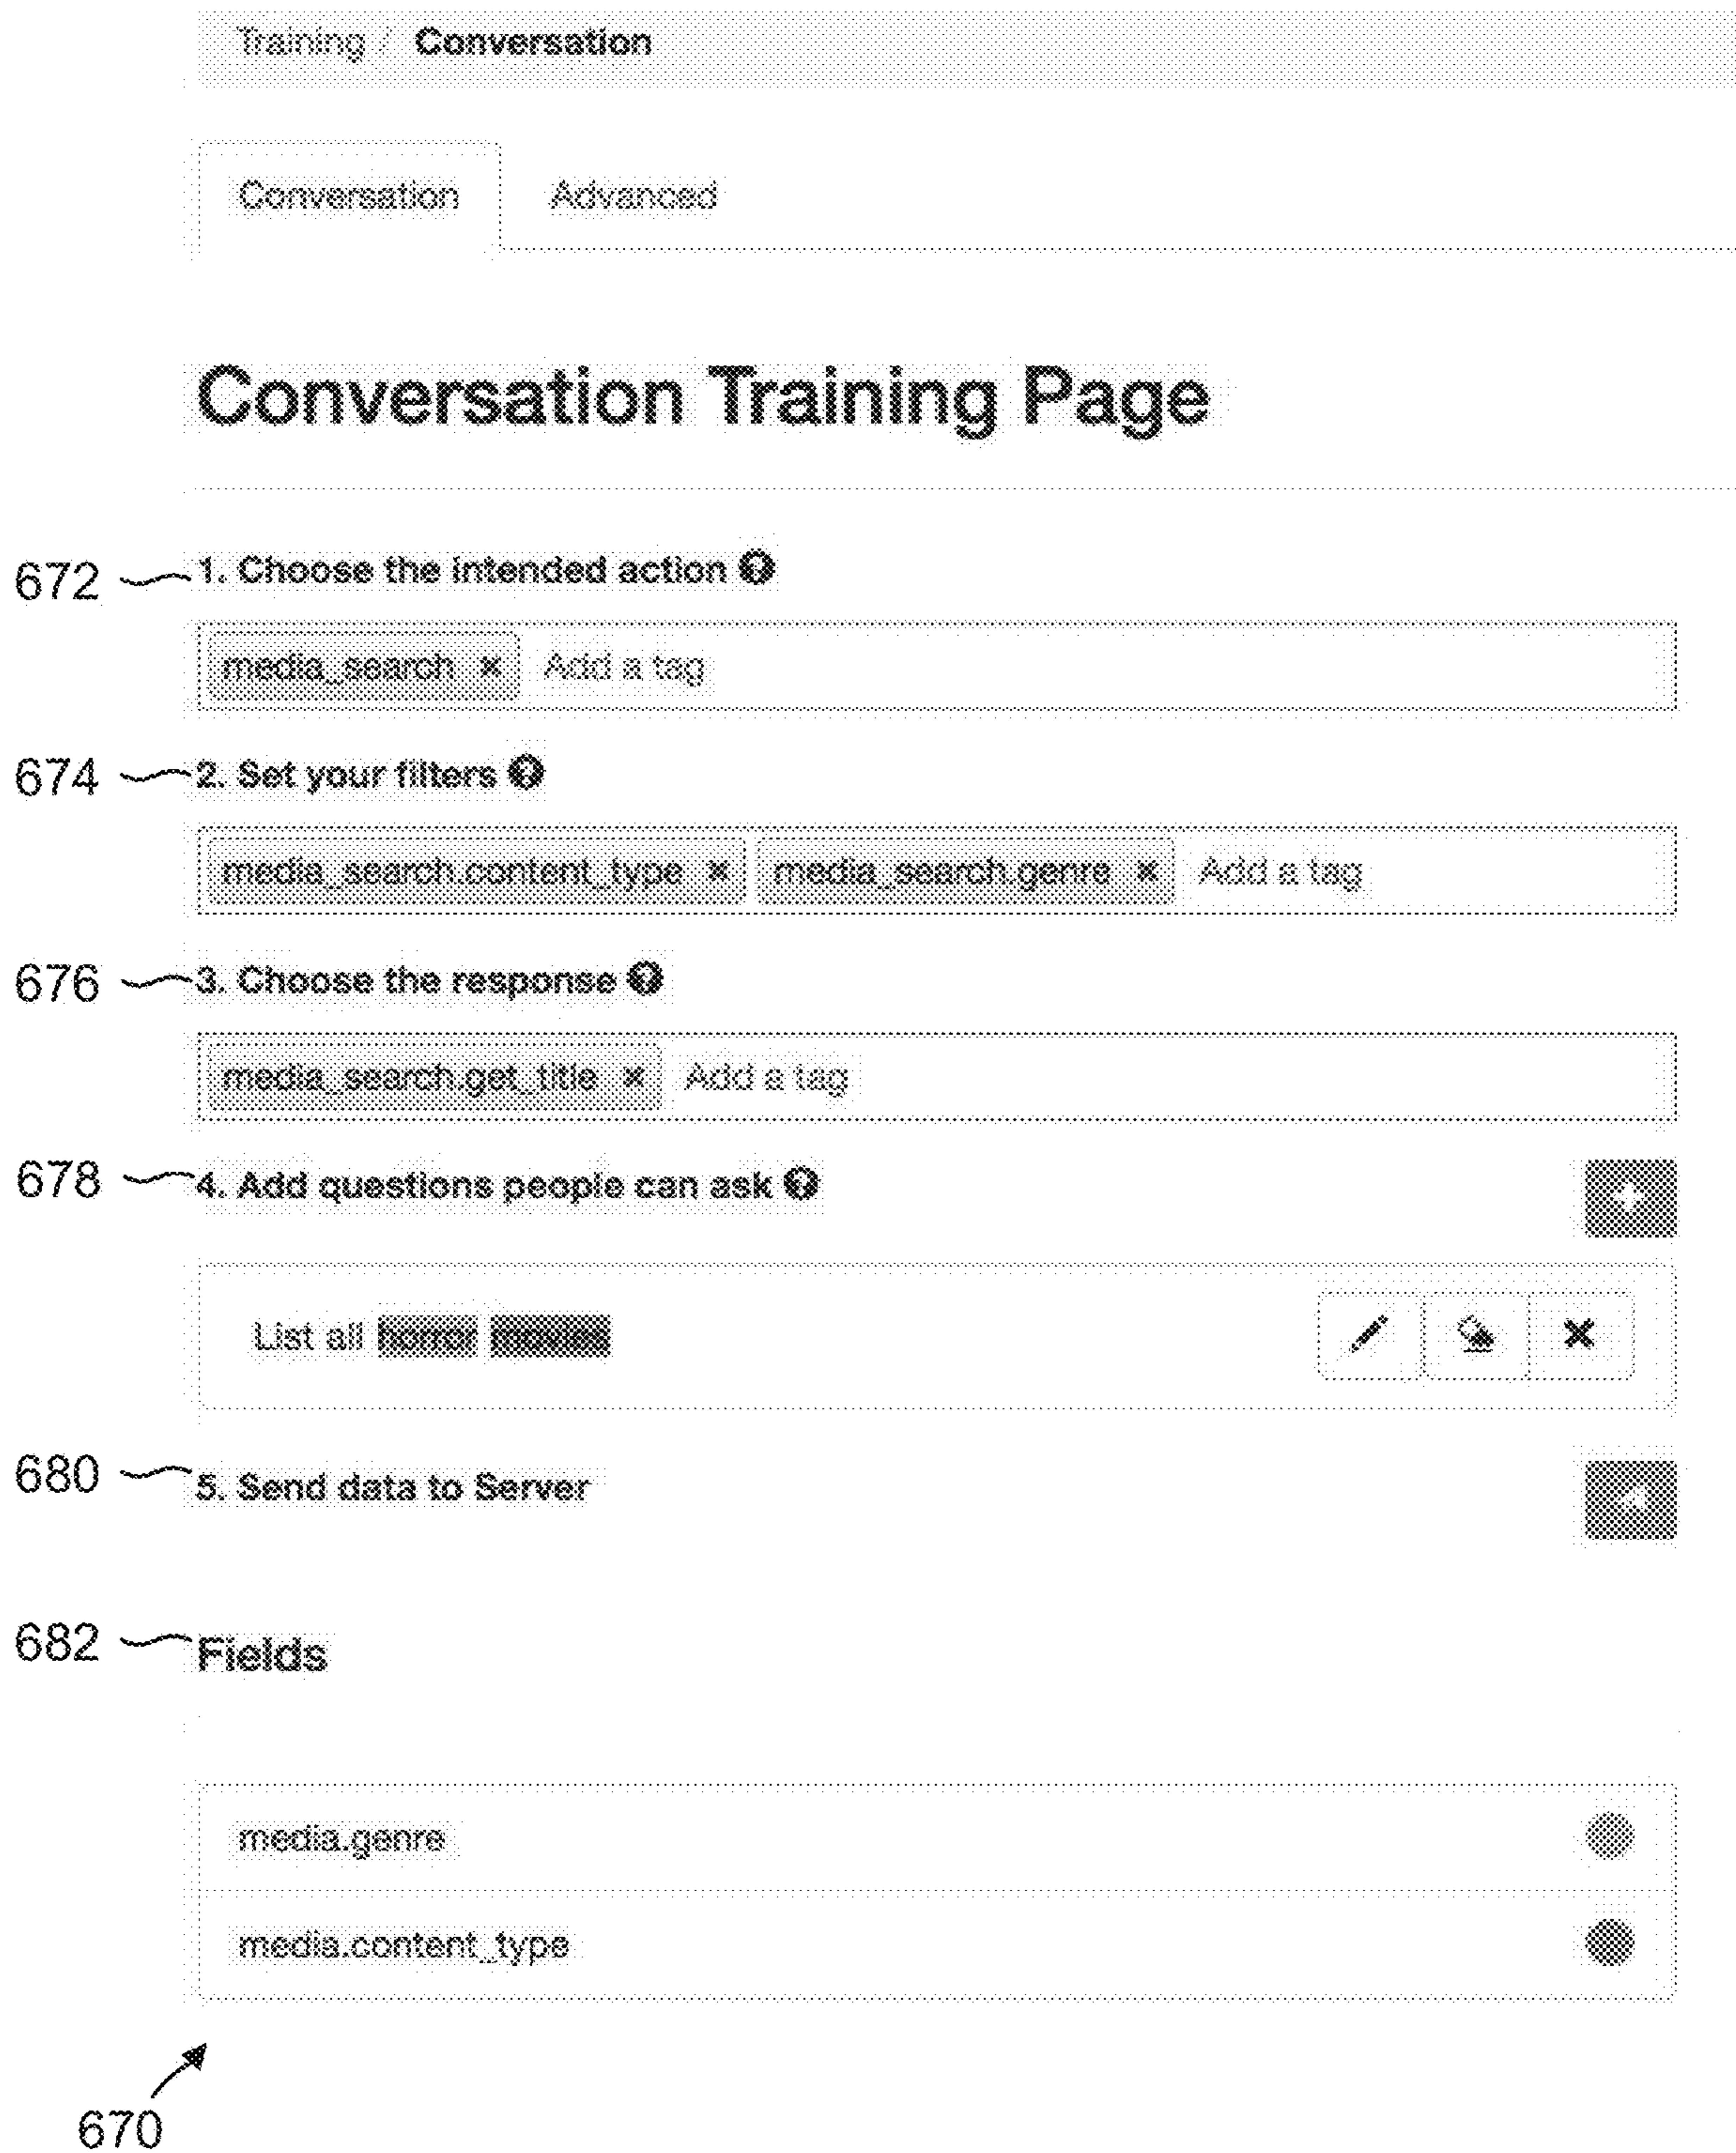 Training / Conversation
Conversation Advanced
Conversation Training Page
672 1. Choose the intended action ?
media_search × Add a tag
674 2. Set your filters ?
media_search.content_type × media_search.genre × Add a tag
676 3. Choose the response ?
media_search.get_title × Add a tag
678 4. Add questions people can ask ?
List all horror movies
680 5. Send data to Server
682 Fields
media.genre
media.content_type
670